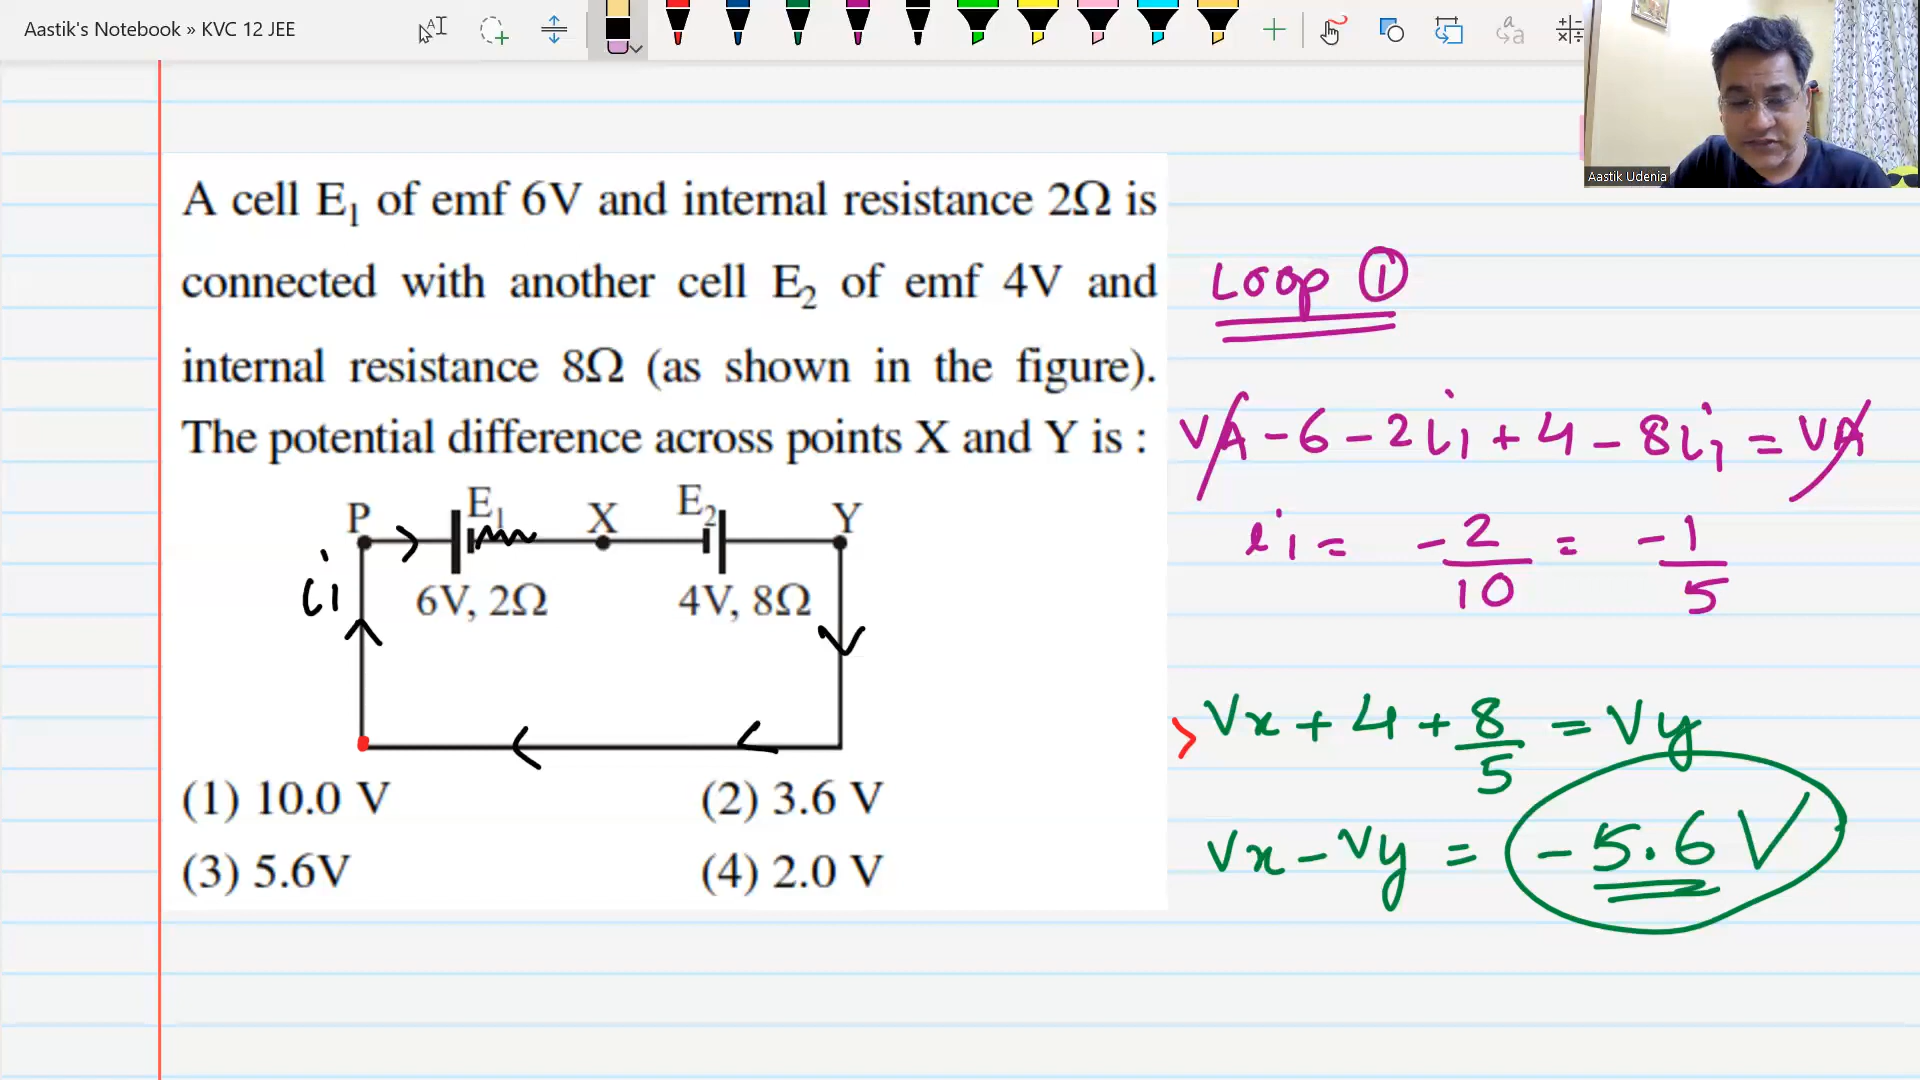 Aastik's Notebook » KVC 12 JEE
Aastik Udenia
A cell E₁ of emf 6V and internal resistance 2Ω is
connected with another cell E₂ of emf 4V and
internal resistance 8Ω (as shown in the figure).
The potential difference across points X and Y is :
P E₁ X E₂ Y
i₁
6V, 2Ω 4V, 8Ω
(1) 10.0 V (2) 3.6 V
(3) 5.6V (4) 2.0 V
Loop ①
VA - 6 - 2i₁ + 4 - 8i₁ = VA
i₁ = -2/10 = -1/5
Vx + 4 + 8/5 = Vy
Vx - Vy = -5.6 V